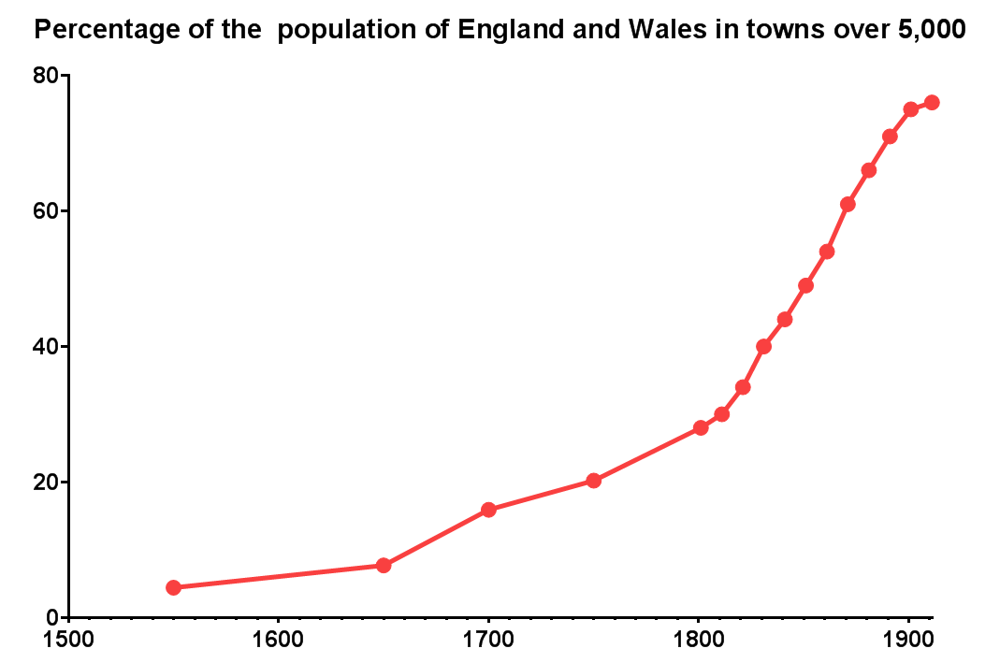 Percentage of the  population of England and Wales in towns over 5,000
80
60
40
20
0
1500 1600 1700 1800 1900